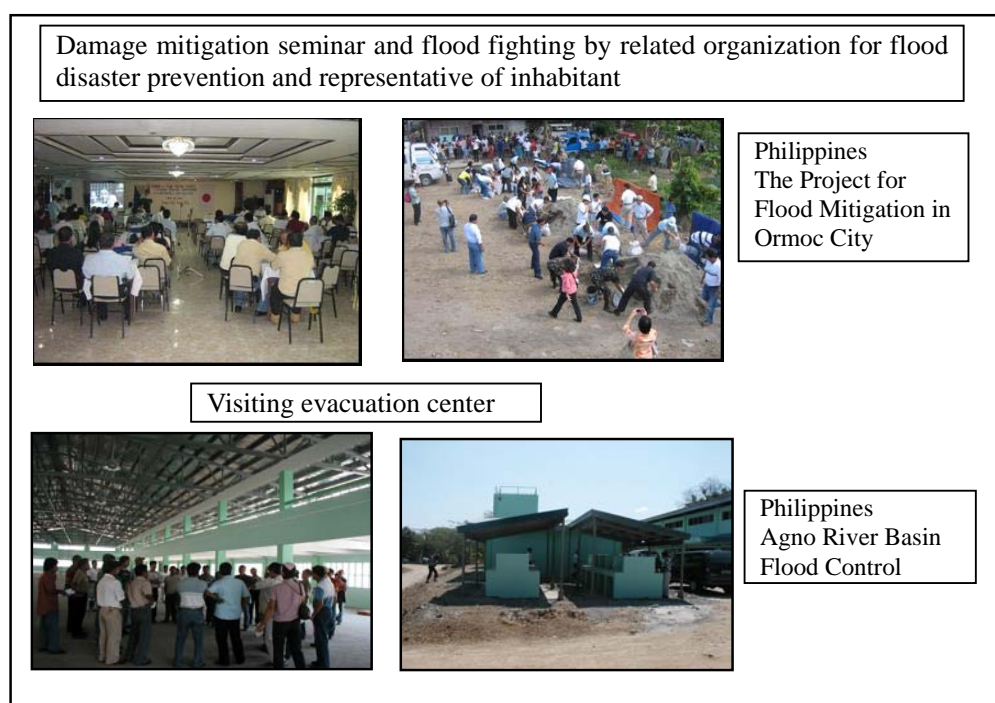 Damage mitigation seminar and flood fighting by related organization for flood
disaster prevention and representative of inhabitant
Philippines
The Project for
Flood Mitigation in
Ormoc City
Visiting evacuation center
Philippines
Agno River Basin
Flood Control